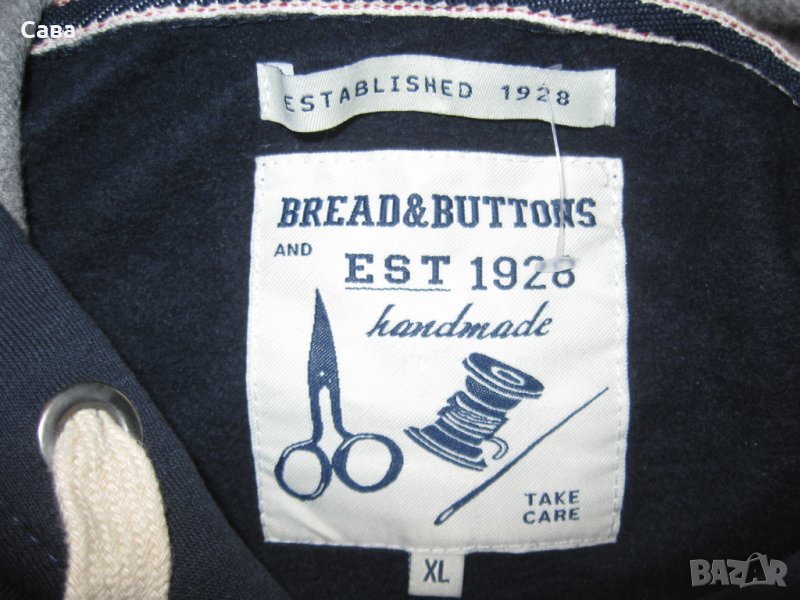 Сава
ESTABLISHED 1928
BREAD&BUTTONS
AND EST 1928
handmade
TAKE
CARE
XL
BAZAR